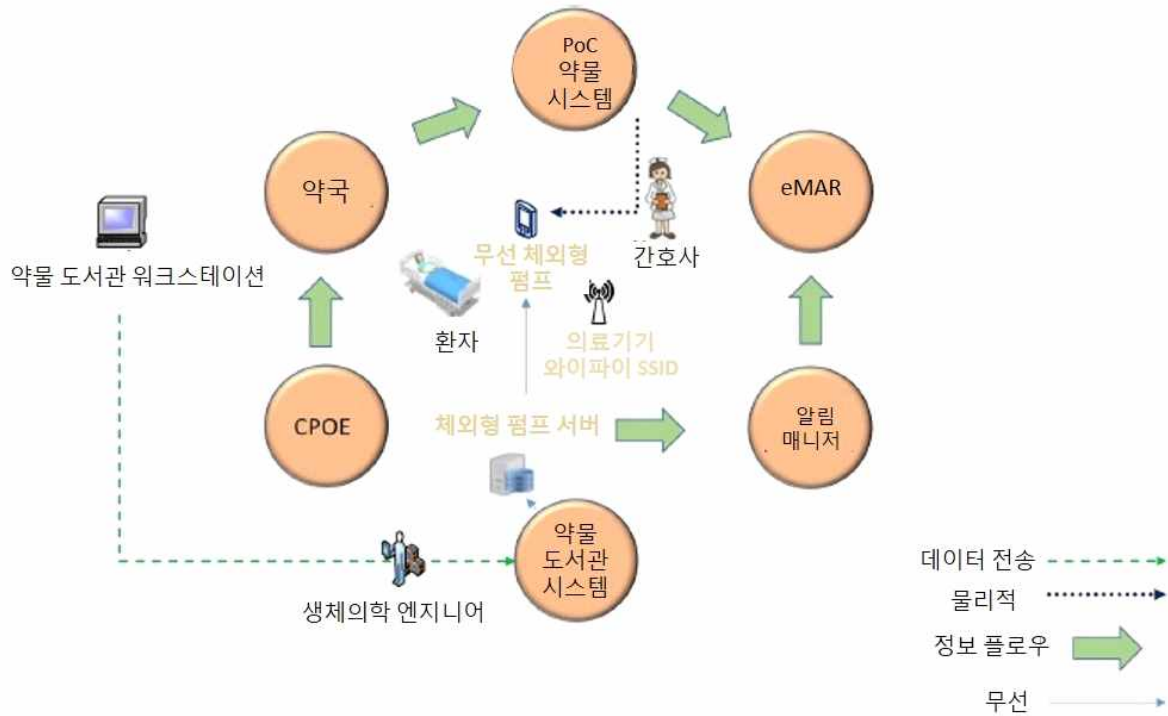 PoC
약물
시스템
약국
eMAR
약물 도서관 워크스테이션
무선 체외형
펌프
간호사
환자
의료기기
와이파이 SSID
CPOE
체외형 펌프 서버
알림
매니저
약물
도서관
시스템
생체의학 엔지니어
데이터 전송
물리적
정보 플로우
무선